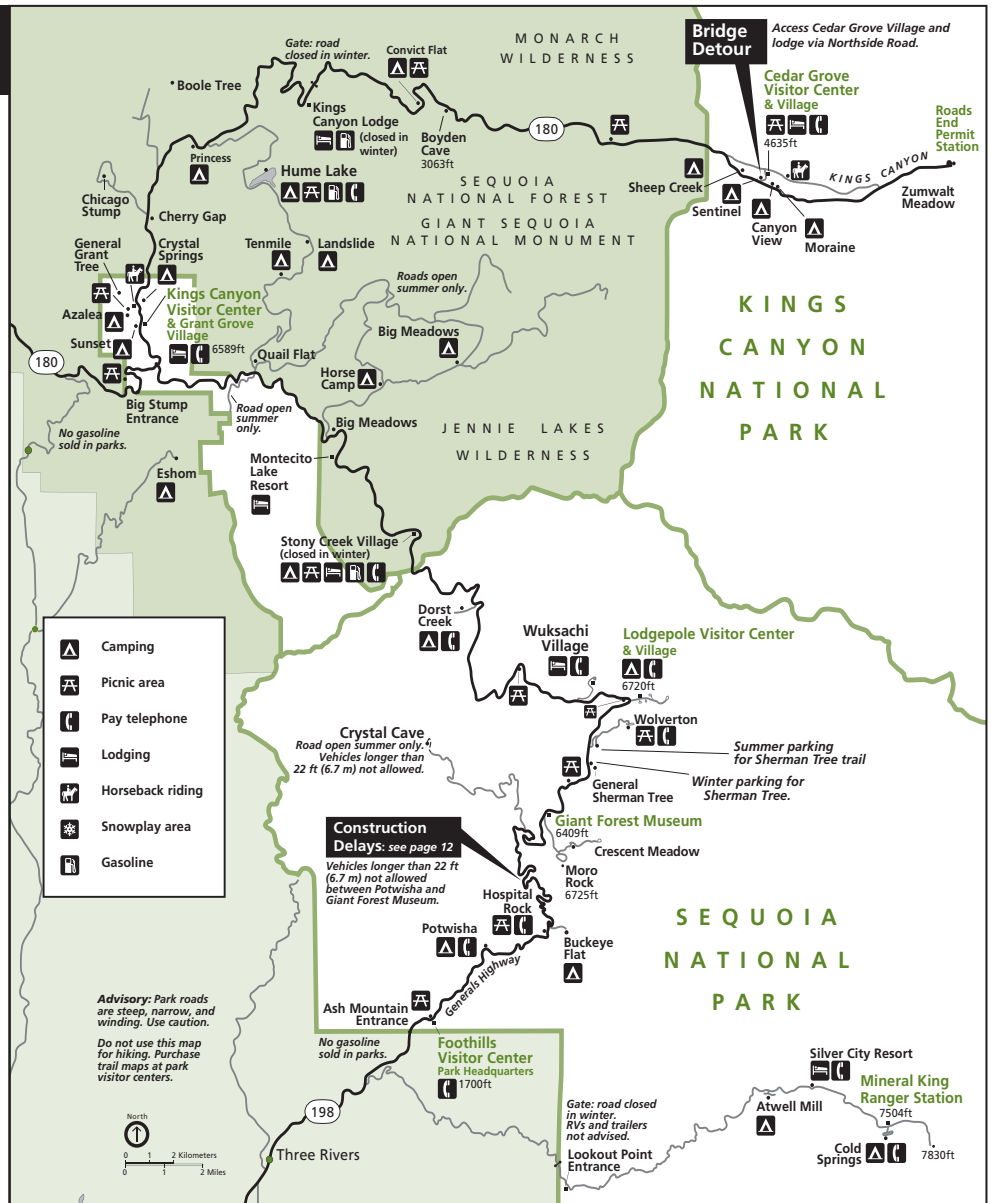 Gate: road
closed in winter.
Convict Flat
MONARCH
WILDERNESS
Bridge
Detour
Access Cedar Grove Village and
lodge via Northside Road.
Cedar Grove
Visitor Center
& Village
4635ft
Roads
End
Permit
Station
Boole Tree
Kings
Canyon Lodge
(closed in
winter)
Boyden
Cave
3063ft
180
Princess
Hume Lake
SEQUOIA
NATIONAL FOREST
GIANT SEQUOIA
NATIONAL MONUMENT
Sheep Creek
KINGS CANYON
Zumwalt
Meadow
Sentinel
Canyon
View
Moraine
Chicago
Stump
Cherry Gap
General
Grant
Tree
Crystal
Springs
Tenmile
Landslide
Roads open
summer only.
Azalea
Kings Canyon
Visitor Center
& Grant Grove
Village
6589ft
Sunset
180
Big Meadows
Quail Flat
Horse
Camp
Big Stump
Entrance
Road open
summer
only.
Big Meadows
No gasoline
sold in parks.
JENNIE LAKES
WILDERNESS
Montecito
Lake
Resort
Eshom
KINGS
CANYON
NATIONAL
PARK
Stony Creek Village
(closed in winter)
Dorst
Creek
Wuksachi
Village
Lodgepole Visitor Center
& Village
6720ft
Camping
Picnic area
Pay telephone
Lodging
Horseback riding
Snowplay area
Gasoline
Wolverton
Crystal Cave
Road open summer only.
Vehicles longer than
22 ft (6.7 m) not allowed.
Summer parking
for Sherman Tree trail
General
Sherman Tree
Winter parking for
Sherman Tree.
Giant Forest Museum
6409ft
Construction
Delays: see page 12
Vehicles longer than 22 ft
(6.7 m) not allowed
between Potwisha and
Giant Forest Museum.
Crescent Meadow
Moro
Rock
6725ft
Hospital
Rock
Potwisha
Buckeye
Flat
SEQUOIA
NATIONAL
PARK
Generals Highway
Ash Mountain
Entrance
No gasoline
sold in parks.
Foothills
Visitor Center
Park Headquarters
1700ft
Advisory: Park roads
are steep, narrow, and
winding. Use caution.
Do not use this map
for hiking. Purchase
trail maps at park
visitor centers.
North
0 1 2 Kilometers
0 1 2 Miles
198
Three Rivers
Gate: road closed
in winter.
RVs and trailers
not advised.
Lookout Point
Entrance
Silver City Resort
Mineral King
Ranger Station
7504ft
Atwell Mill
Cold
Springs
7830ft